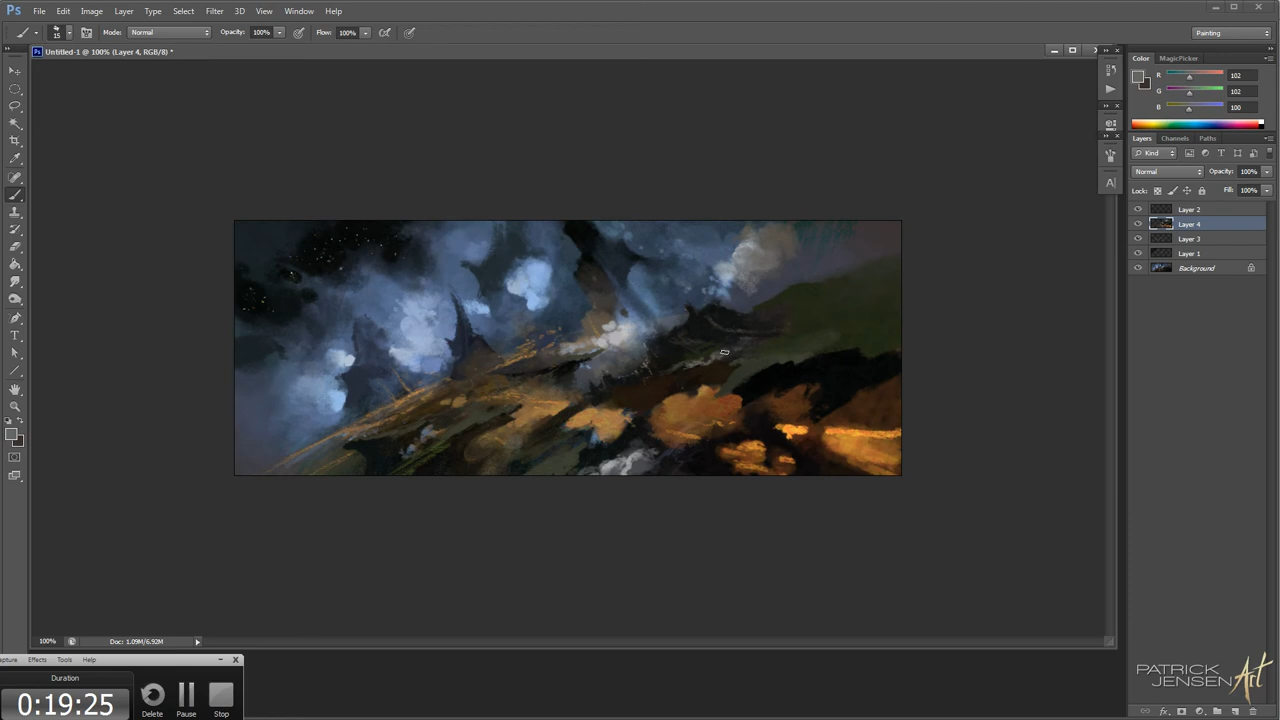 Ps File Edit Image Layer Type Select Filter 3D View Window Help
15 Mode: Normal Opacity: 100% Flow: 100% Painting
Untitled-1 @ 100% (Layer 4, RGB/8) *
Color MagicPicker
R 102
G 102
B 100
Layers Channels Paths
Kind
Normal Opacity: 100%
Lock: Fill: 100%
Layer 2
Layer 4
Layer 3
Layer 1
Background
100% Doc: 1.09M/6.92M
apture Effects Tools Help
Duration
0:19:25
Delete Pause Stop
PATRICK
JENSEN Art